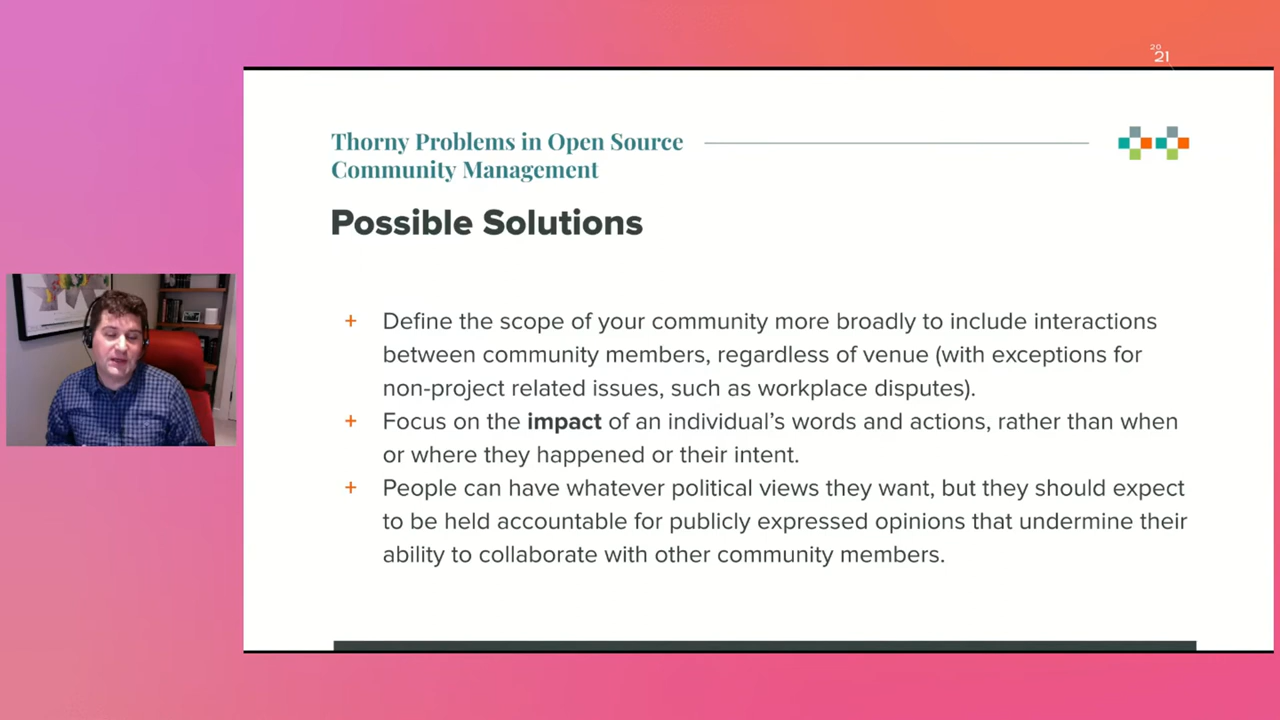 20
21
Thorny Problems in Open Source
Community Management
Possible Solutions
+ Define the scope of your community more broadly to include interactions
between community members, regardless of venue (with exceptions for
non-project related issues, such as workplace disputes).
+ Focus on the impact of an individual's words and actions, rather than when
or where they happened or their intent.
+ People can have whatever political views they want, but they should expect
to be held accountable for publicly expressed opinions that undermine their
ability to collaborate with other community members.